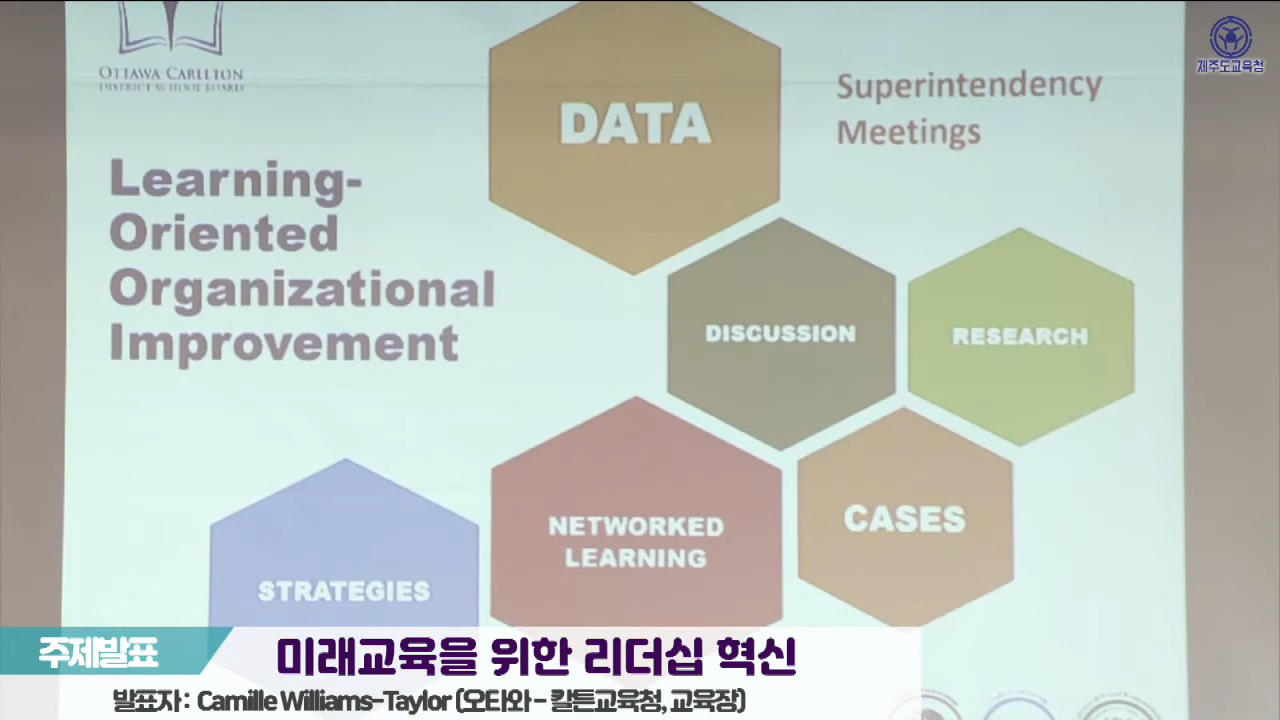 OTTAWA CARLETON
DISTRICT SCHOOL BOARD
Learning-
Oriented
Organizational
Improvement
DATA
Superintendency
Meetings
DISCUSSION
RESEARCH
NETWORKED
LEARNING
CASES
STRATEGIES
제주도교육청
주제발표
미래교육을 위한 리더십 혁신
발표자 : Camille Williams-Taylor (오타와 - 칼튼교육청, 교육장)